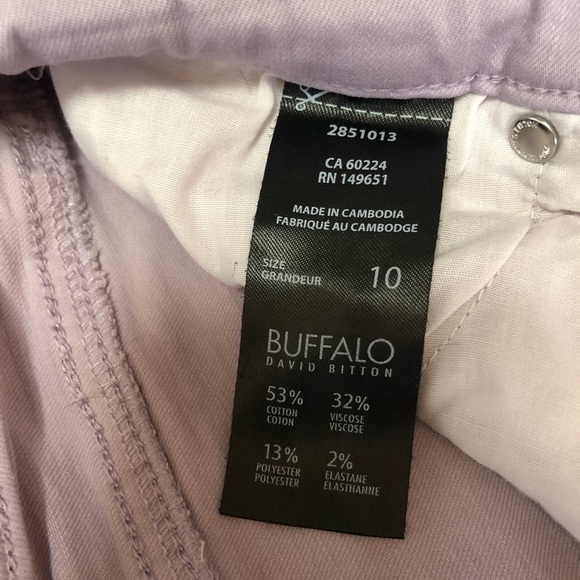 2851013
CA 60224
RN 149651
MADE IN CAMBODIA
FABRIQUÉ AU CAMBODGE
SIZE
GRANDEUR
10
BUFFALO
DAVID BITTON
53% 32%
COTTON VISCOSE
COTON VISCOSE
13% 2%
POLYESTER ELASTANE
POLYESTER ELASTHANNE